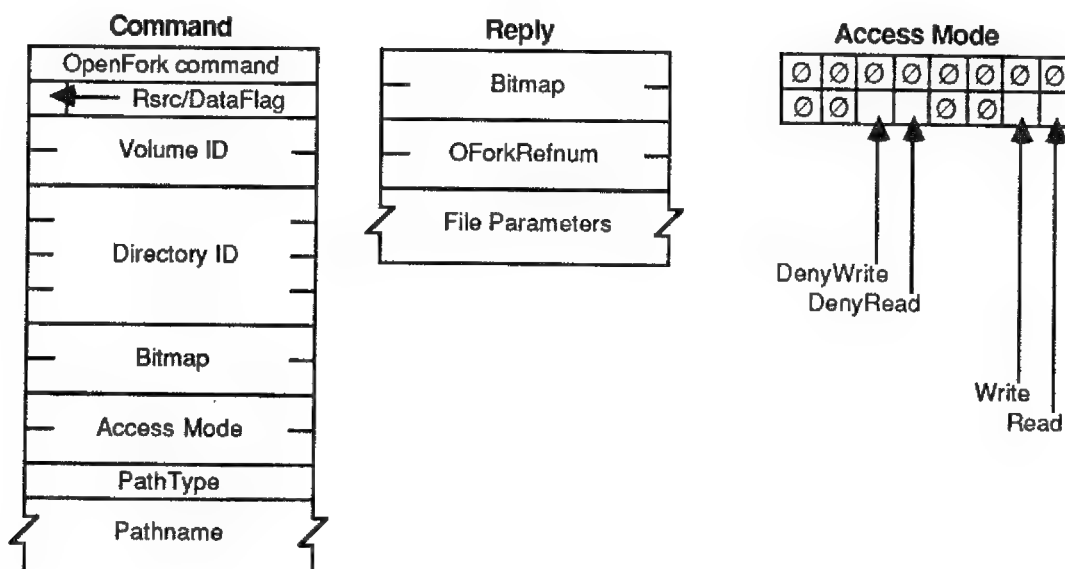 Command
OpenFork command
Rsrc/DataFlag
Volume ID
Directory ID
Bitmap
Access Mode
PathType
Pathname
Reply
Bitmap
OForkRefnum
File Parameters
Access Mode
Ø Ø Ø Ø Ø Ø Ø Ø
Ø Ø Ø Ø
DenyWrite
DenyRead
Write
Read